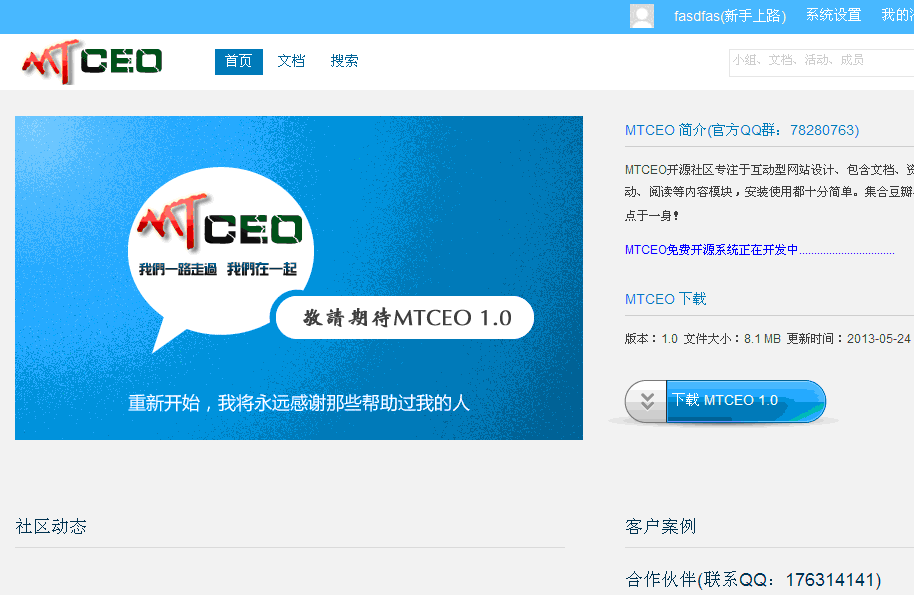 fasdfas(新手上路) 系统设置 我的
MTCEO 首页 文档 搜索 小组、文档、活动、成员
MTCEO
我們一路走過 我們在一起
敬請期待MTCEO 1.0
重新开始，我将永远感谢那些帮助过我的人
MTCEO 简介(官方QQ群：78280763)
MTCEO开源社区专注于互动型网站设计、包含文档、资
动、阅读等内容模块，安装使用都十分简单。集合豆瓣
点于一身！
MTCEO免费开源系统正在开发中................................
MTCEO 下载
版本：1.0 文件大小：8.1 MB 更新时间：2013-05-24
下载 MTCEO 1.0
社区动态
客户案例
合作伙伴(联系QQ：176314141)